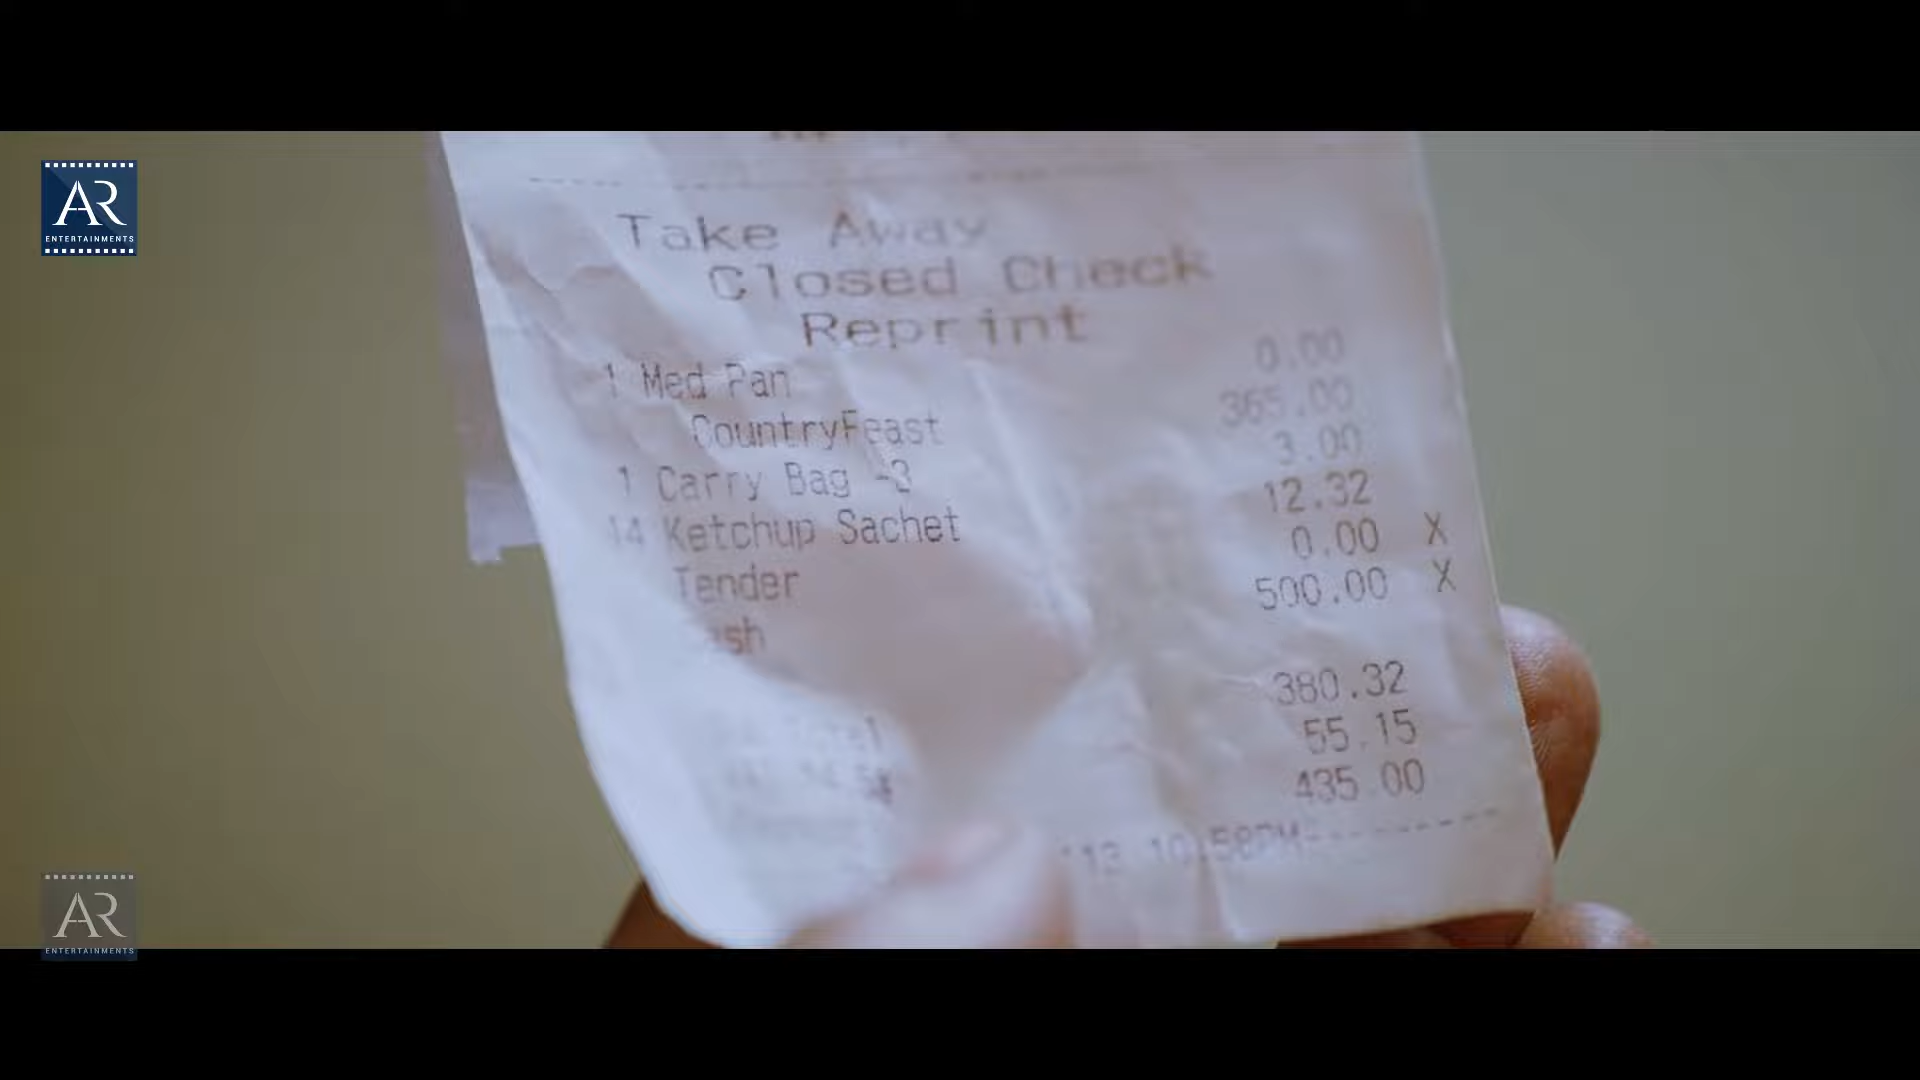 AR
ENTERTAINMENTS
Take Away
Closed Check
Reprint
1 Med Pan 0.00
CountryFeast 365.00
1 Carry Bag -3 3.00
14 Ketchup Sachet 12.32
Tender 0.00 X
500.00 X
380.32
55.15
435.00
10:58PM
AR
ENTERTAINMENTS